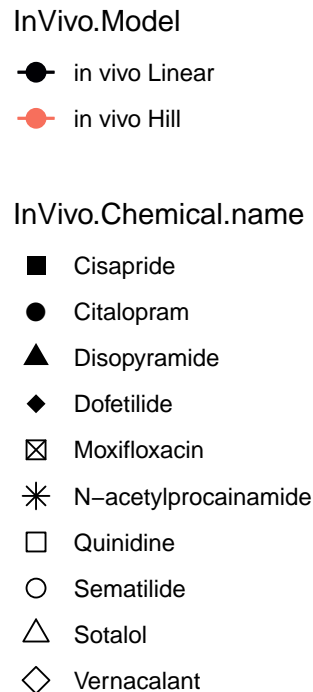 InVivo.Model
in vivo Linear
in vivo Hill
InVivo.Chemical.name
Cisapride
Citalopram
Disopyramide
Dofetilide
Moxifloxacin
N−acetylprocainamide
Quinidine
Sematilide
Sotalol
Vernacalant